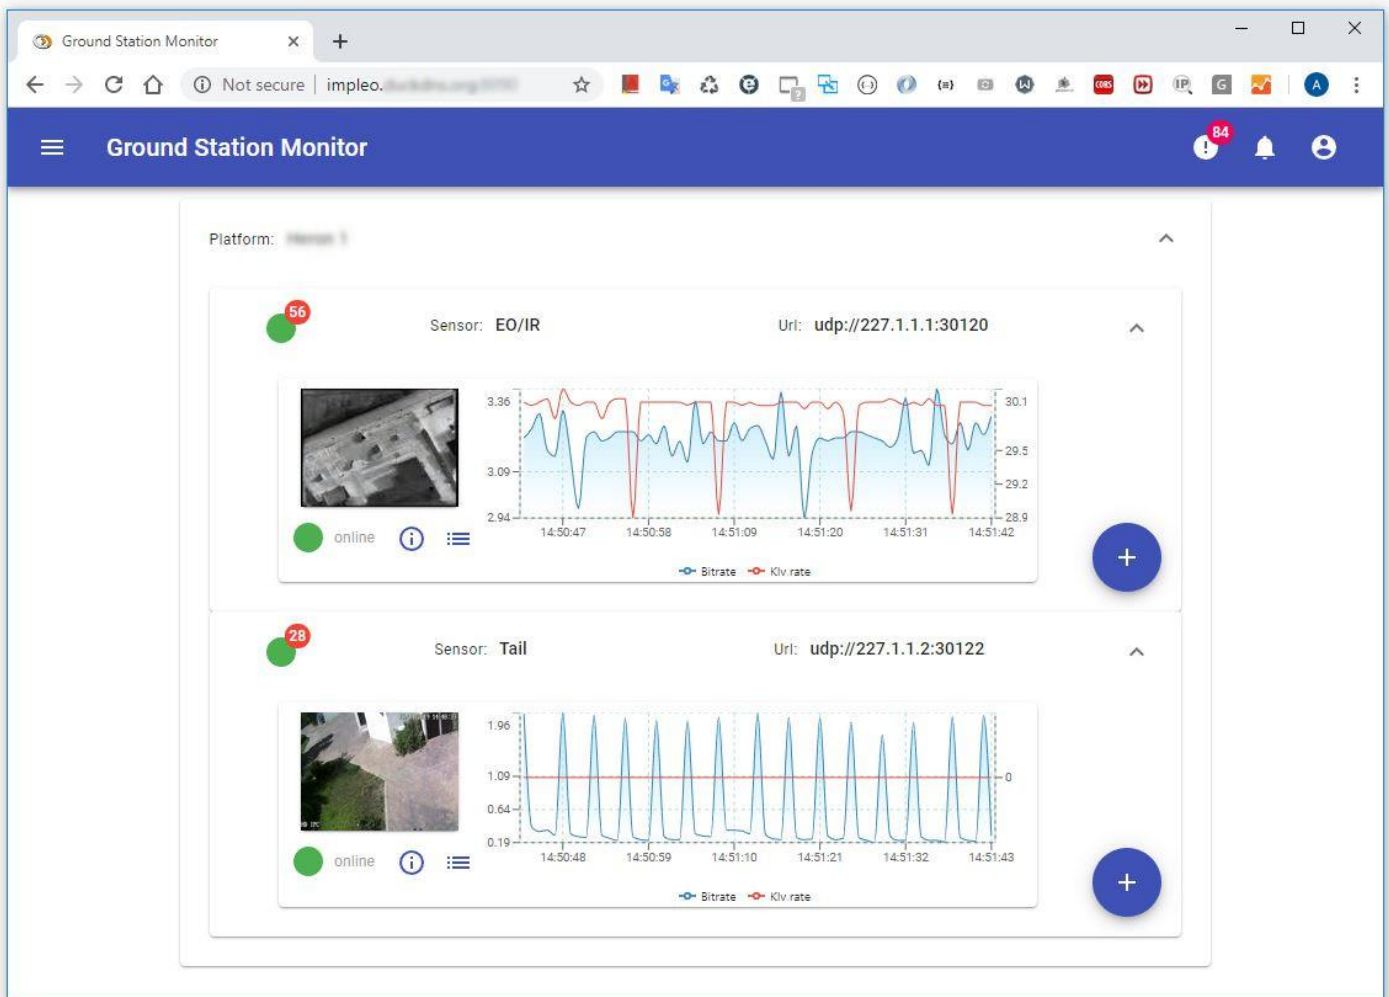 Ground Station Monitor
Not secure | impleo.
Ground Station Monitor
84
Platform:
56
Sensor: EO/IR
Url: udp://227.1.1.1:30120
3.36
3.09
2.94
30.1
29.5
29.2
28.9
14:50:47 14:50:58 14:51:09 14:51:20 14:51:31 14:51:42
online
Bitrate Klv rate
28
Sensor: Tail
Url: udp://227.1.1.2:30122
1.96
1.09
0.64
0.19
0
14:50:48 14:50:59 14:51:10 14:51:21 14:51:32 14:51:43
online
Bitrate Klv rate